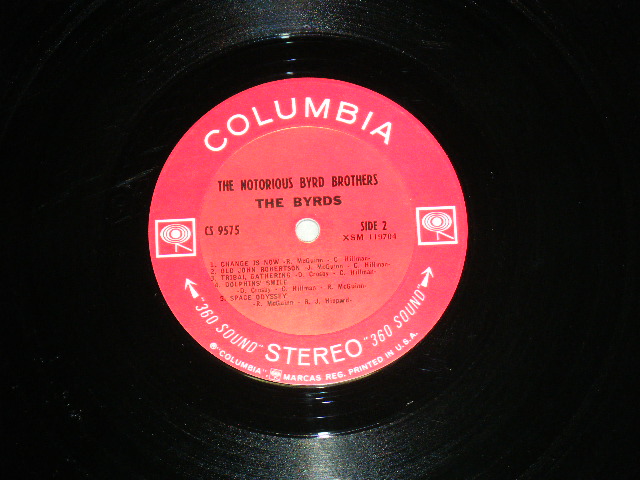 COLUMBIA
THE NOTORIOUS BYRD BROTHERS
THE BYRDS
CS 9575
SIDE 2
XSM 119704
1. CHANGE IS NOW -R. McGuinn - C. Hillman-
2. OLD JOHN ROBERTSON -J. McGuinn - C. Hillman-
3. TRIBAL GATHERING -D. Crosby - C. Hillman-
4. DOLPHINS' SMILE
-D. Crosby - C. Hillman - R. McGuinn-
5. SPACE ODYSSEY
-R. McGuinn - R. J. Hippard-
"360 SOUND" STEREO "360 SOUND"
® "COLUMBIA" MARCAS REG. PRINTED IN U.S.A.